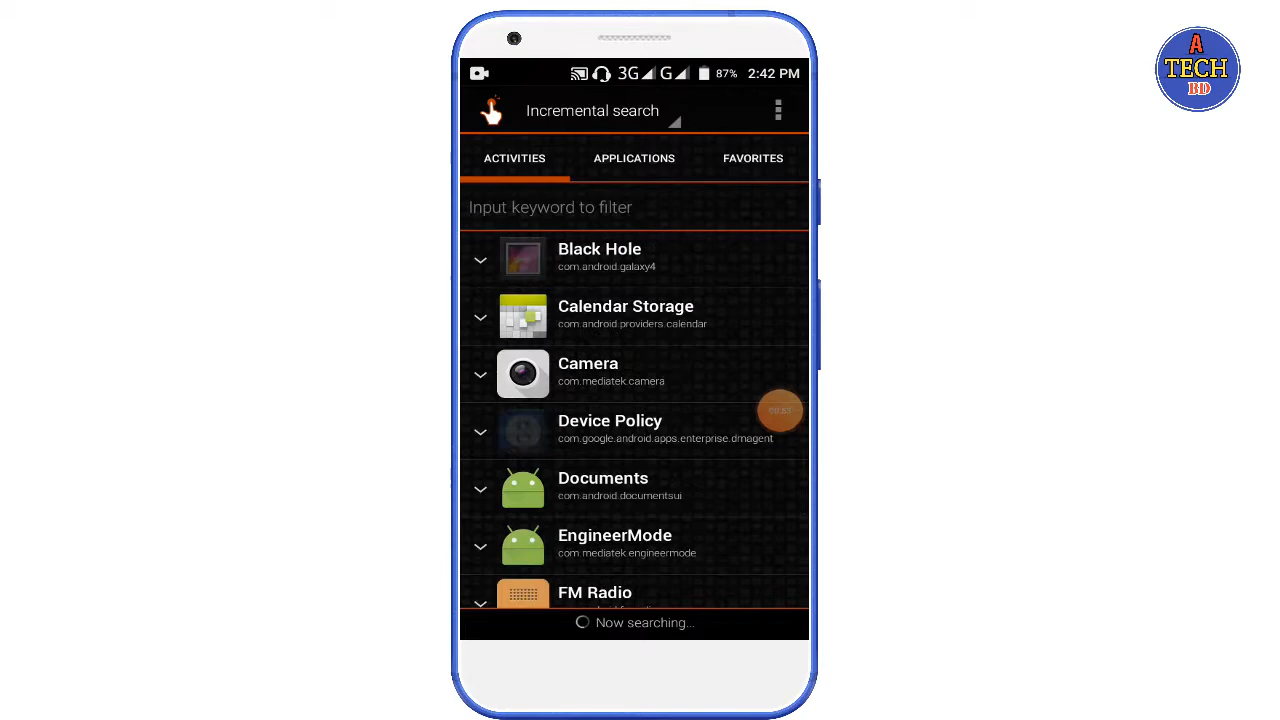 A
TECH
BD
3G G 87% 2:42 PM
Incremental search
ACTIVITIES APPLICATIONS FAVORITES
Input keyword to filter
Black Hole
com.android.galaxy4
Calendar Storage
com.android.providers.calendar
Camera
com.mediatek.camera
Device Policy
com.google.android.apps.enterprise.dmagent
Documents
com.android.documentsui
EngineerMode
com.mediatek.engineermode
FM Radio
Now searching...